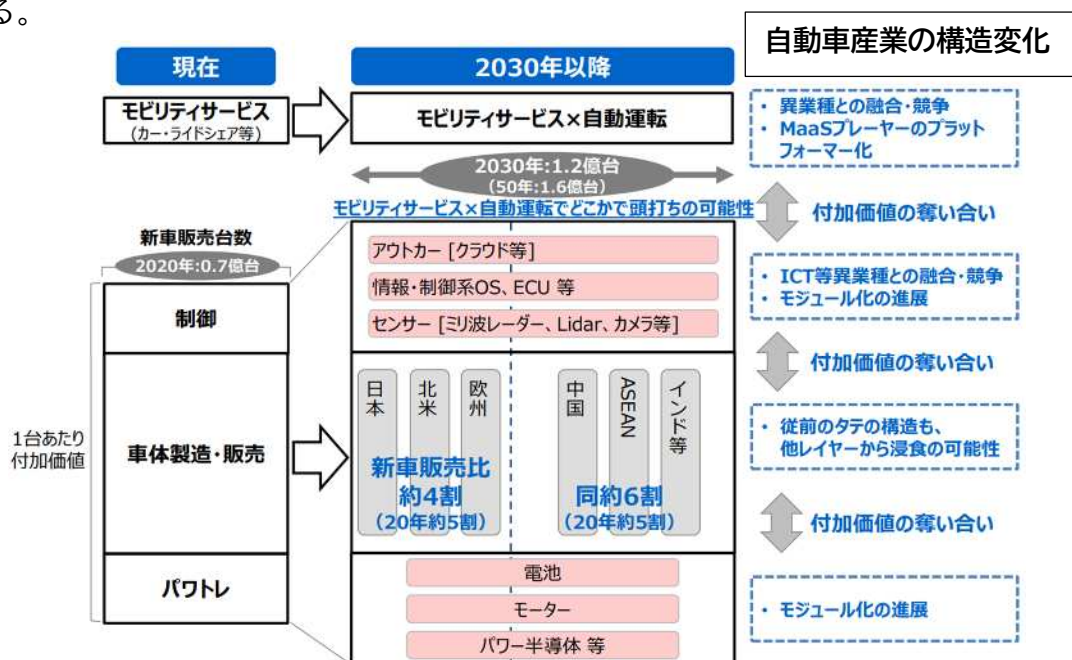 る。
自動車産業の構造変化
現在
2030年以降
モビリティサービス
(カー・ライドシェア等)
モビリティサービス×自動運転
・ 異業種との融合・競争
・ MaaSプレーヤーのプラット
フォーマー化
2030年:1.2億台
(50年:1.6億台)
モビリティサービス×自動運転でどこかで頭打ちの可能性
付加価値の奪い合い
新車販売台数
2020年:0.7億台
アウトカー [クラウド等]
情報・制御系OS、ECU 等
センサー [ミリ波レーダー、Lidar、カメラ等]
制御
・ ICT等異業種との融合・競争
・ モジュール化の進展
付加価値の奪い合い
1台あたり
付加価値
車体製造・販売
日本
北米
欧州
中国
ASEAN
インド等
新車販売比
約4割
(20年約5割)
同約6割
(20年約5割)
・ 従前のタテの構造も、
他レイヤーから浸食の可能性
付加価値の奪い合い
パワトレ
電池
モーター
パワー半導体 等
・ モジュール化の進展